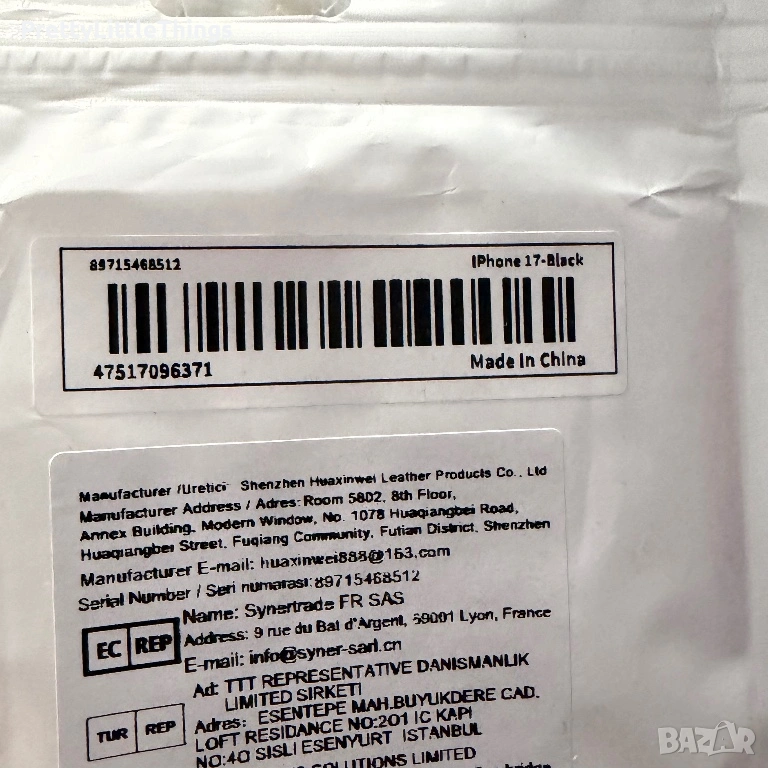 PrettyLittleThings
89715468512
IPhone 17-Black
47517096371
Made In China
Manufacturer /Uretici Shenzhen Huaxinwei Leather Products Co., Ltd
Manufacturer Address / Adres: Room 5802, 8th Floor,
Annex Building, Modern Window, No. 1078 Huaqiangbei Road,
Huaqiangbei Street, Fuqiang Community, Futian District, Shenzhen
Manufacturer E-mail: huaxinwei888@163.com
Serial Number / Seri numarası: 89715468512
EC REP
Name: Synertrade FR SAS
Address: 9 rue du Bat d'Argent, 69001 Lyon, France
E-mail: info@syner-sarl.cn
TUR REP
Ad: TTT REPRESENTATIVE DANISMANLIK
LIMITED SIRKETI
Adres: ESENTEPE MAH.BUYUKDERE CAD.
LOFT RESIDANCE NO:201 IC KAPI
NO:40 SISLI ESENYURT ISTANBUL
SOLUTIONS LIMITED
BAZAR